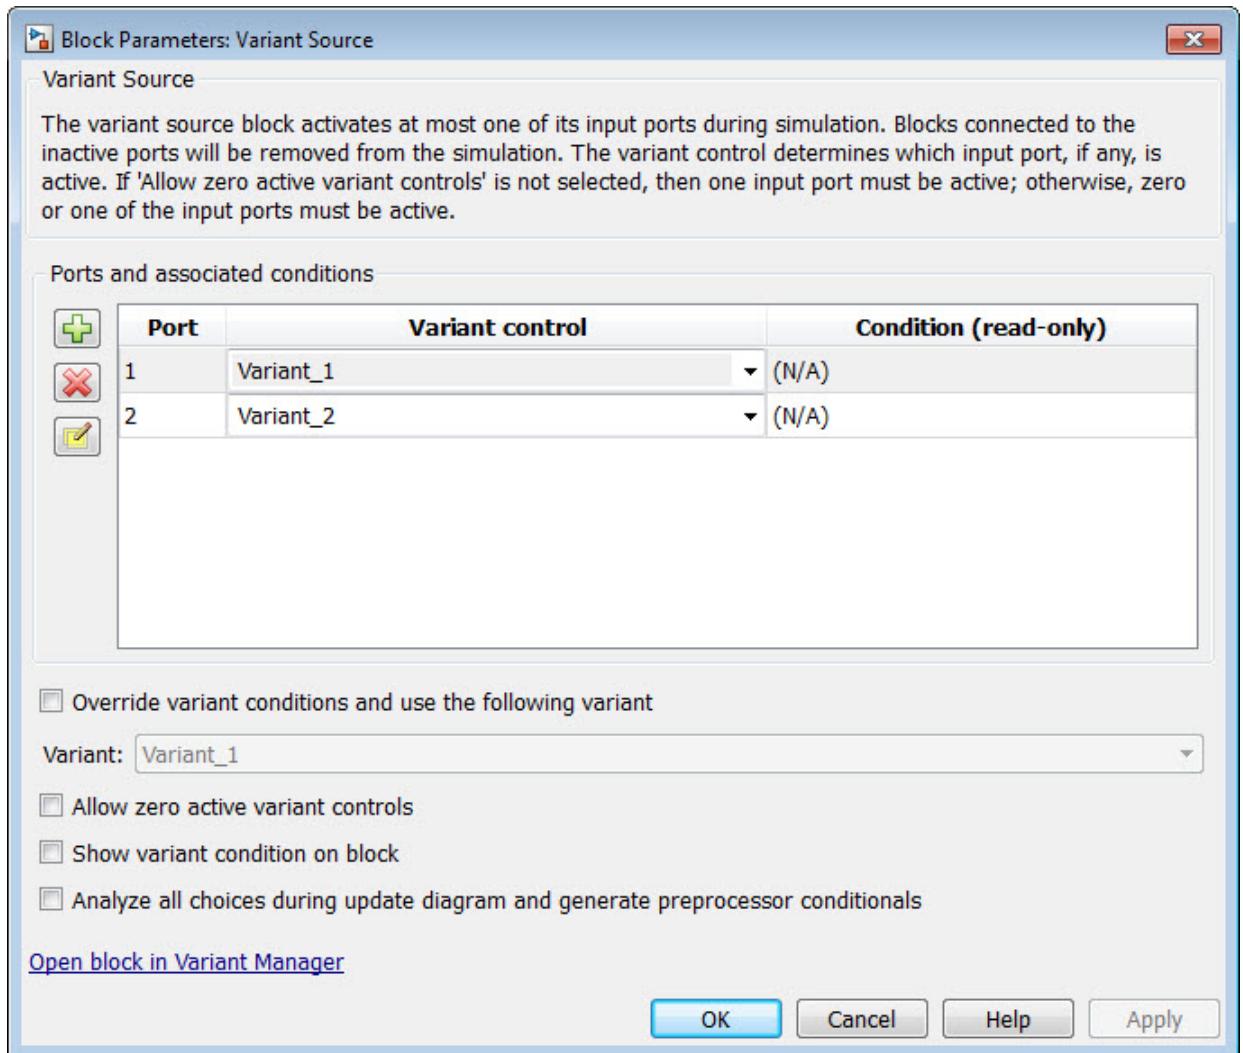 Block Parameters: Variant Source
Variant Source
The variant source block activates at most one of its input ports during simulation. Blocks connected to the
inactive ports will be removed from the simulation. The variant control determines which input port, if any, is
active. If 'Allow zero active variant controls' is not selected, then one input port must be active; otherwise, zero
or one of the input ports must be active.
Ports and associated conditions
Port Variant control Condition (read-only)
1 Variant_1 (N/A)
2 Variant_2 (N/A)
Override variant conditions and use the following variant
Variant: Variant_1
Allow zero active variant controls
Show variant condition on block
Analyze all choices during update diagram and generate preprocessor conditionals
Open block in Variant Manager
OK Cancel Help Apply